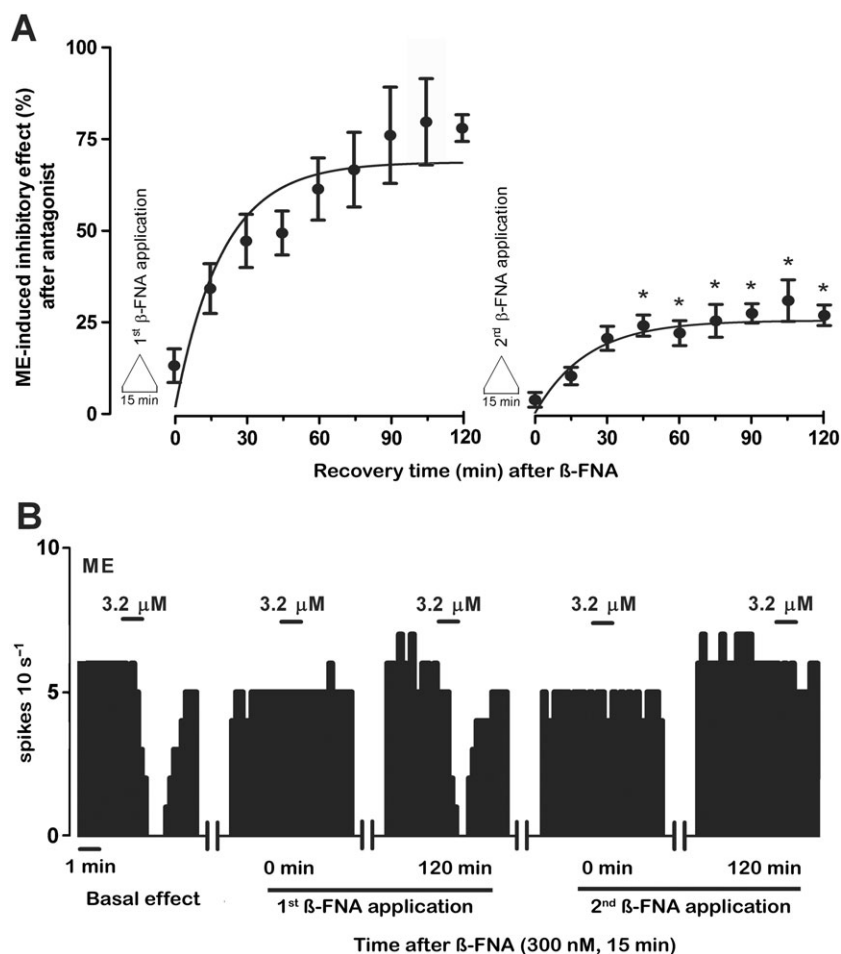 A
ME-induced inhibitory effect (%)
after antagonist
100
75
50
25
0
1st β-FNA application
15 min
0 30 60 90 120
2rd β-FNA application
15 min
* * * * * *
0 30 60 90 120
Recovery time (min) after ß-FNA
B
spikes 10 s⁻¹
10
5
0
ME
3.2 µM 3.2 µM 3.2 µM 3.2 µM 3.2 µM
1 min 0 min 120 min 0 min 120 min
Basal effect 1st ß-FNA application 2nd ß-FNA application
Time after ß-FNA (300 nM, 15 min)